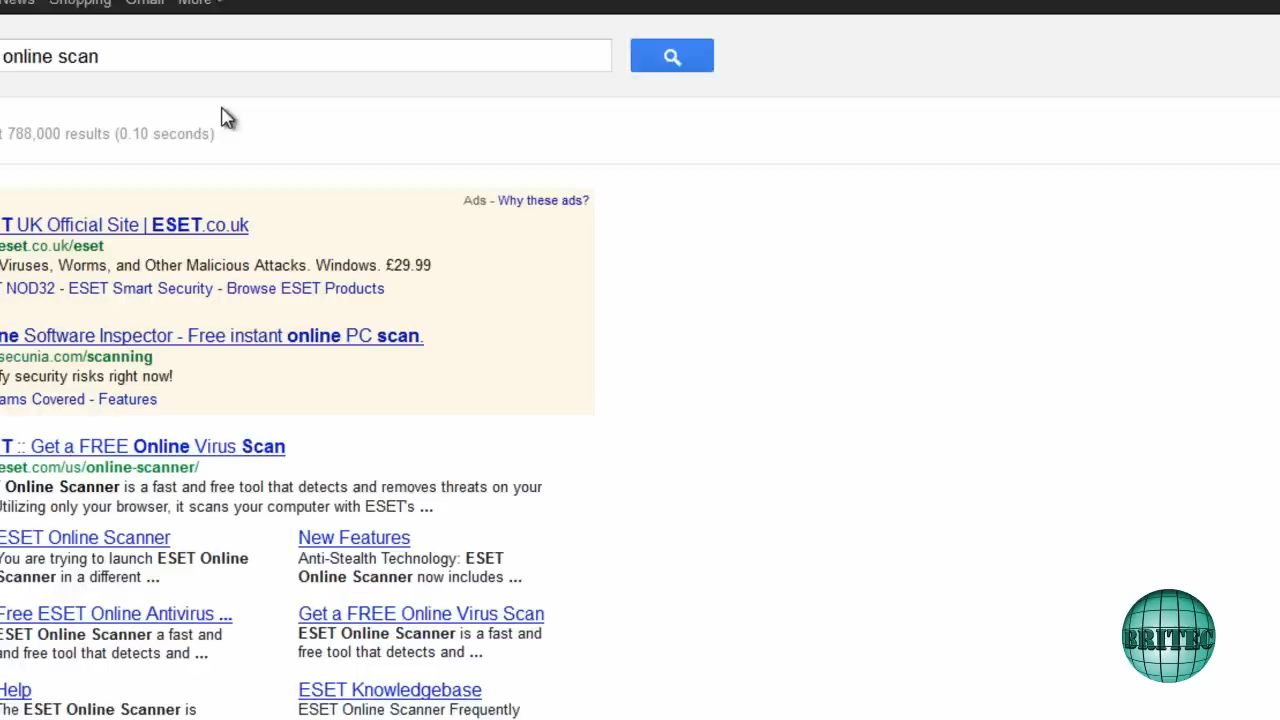 News Shopping Gmail More
online scan
788,000 results (0.10 seconds)
Ads - Why these ads?
T UK Official Site | ESET.co.uk
eset.co.uk/eset
Viruses, Worms, and Other Malicious Attacks. Windows. £29.99
NOD32 - ESET Smart Security - Browse ESET Products
ne Software Inspector - Free instant online PC scan.
secunia.com/scanning
fy security risks right now!
ams Covered - Features
T :: Get a FREE Online Virus Scan
eset.com/us/online-scanner/
Online Scanner is a fast and free tool that detects and removes threats on your
Utilizing only your browser, it scans your computer with ESET's ...
ESET Online Scanner
You are trying to launch ESET Online
Scanner in a different ...
New Features
Anti-Stealth Technology: ESET
Online Scanner now includes ...
Free ESET Online Antivirus ...
ESET Online Scanner a fast and
and free tool that detects and ...
Get a FREE Online Virus Scan
ESET Online Scanner is a fast and
free tool that detects and ...
Help
The ESET Online Scanner is
ESET Knowledgebase
ESET Online Scanner Frequently
BRITEC